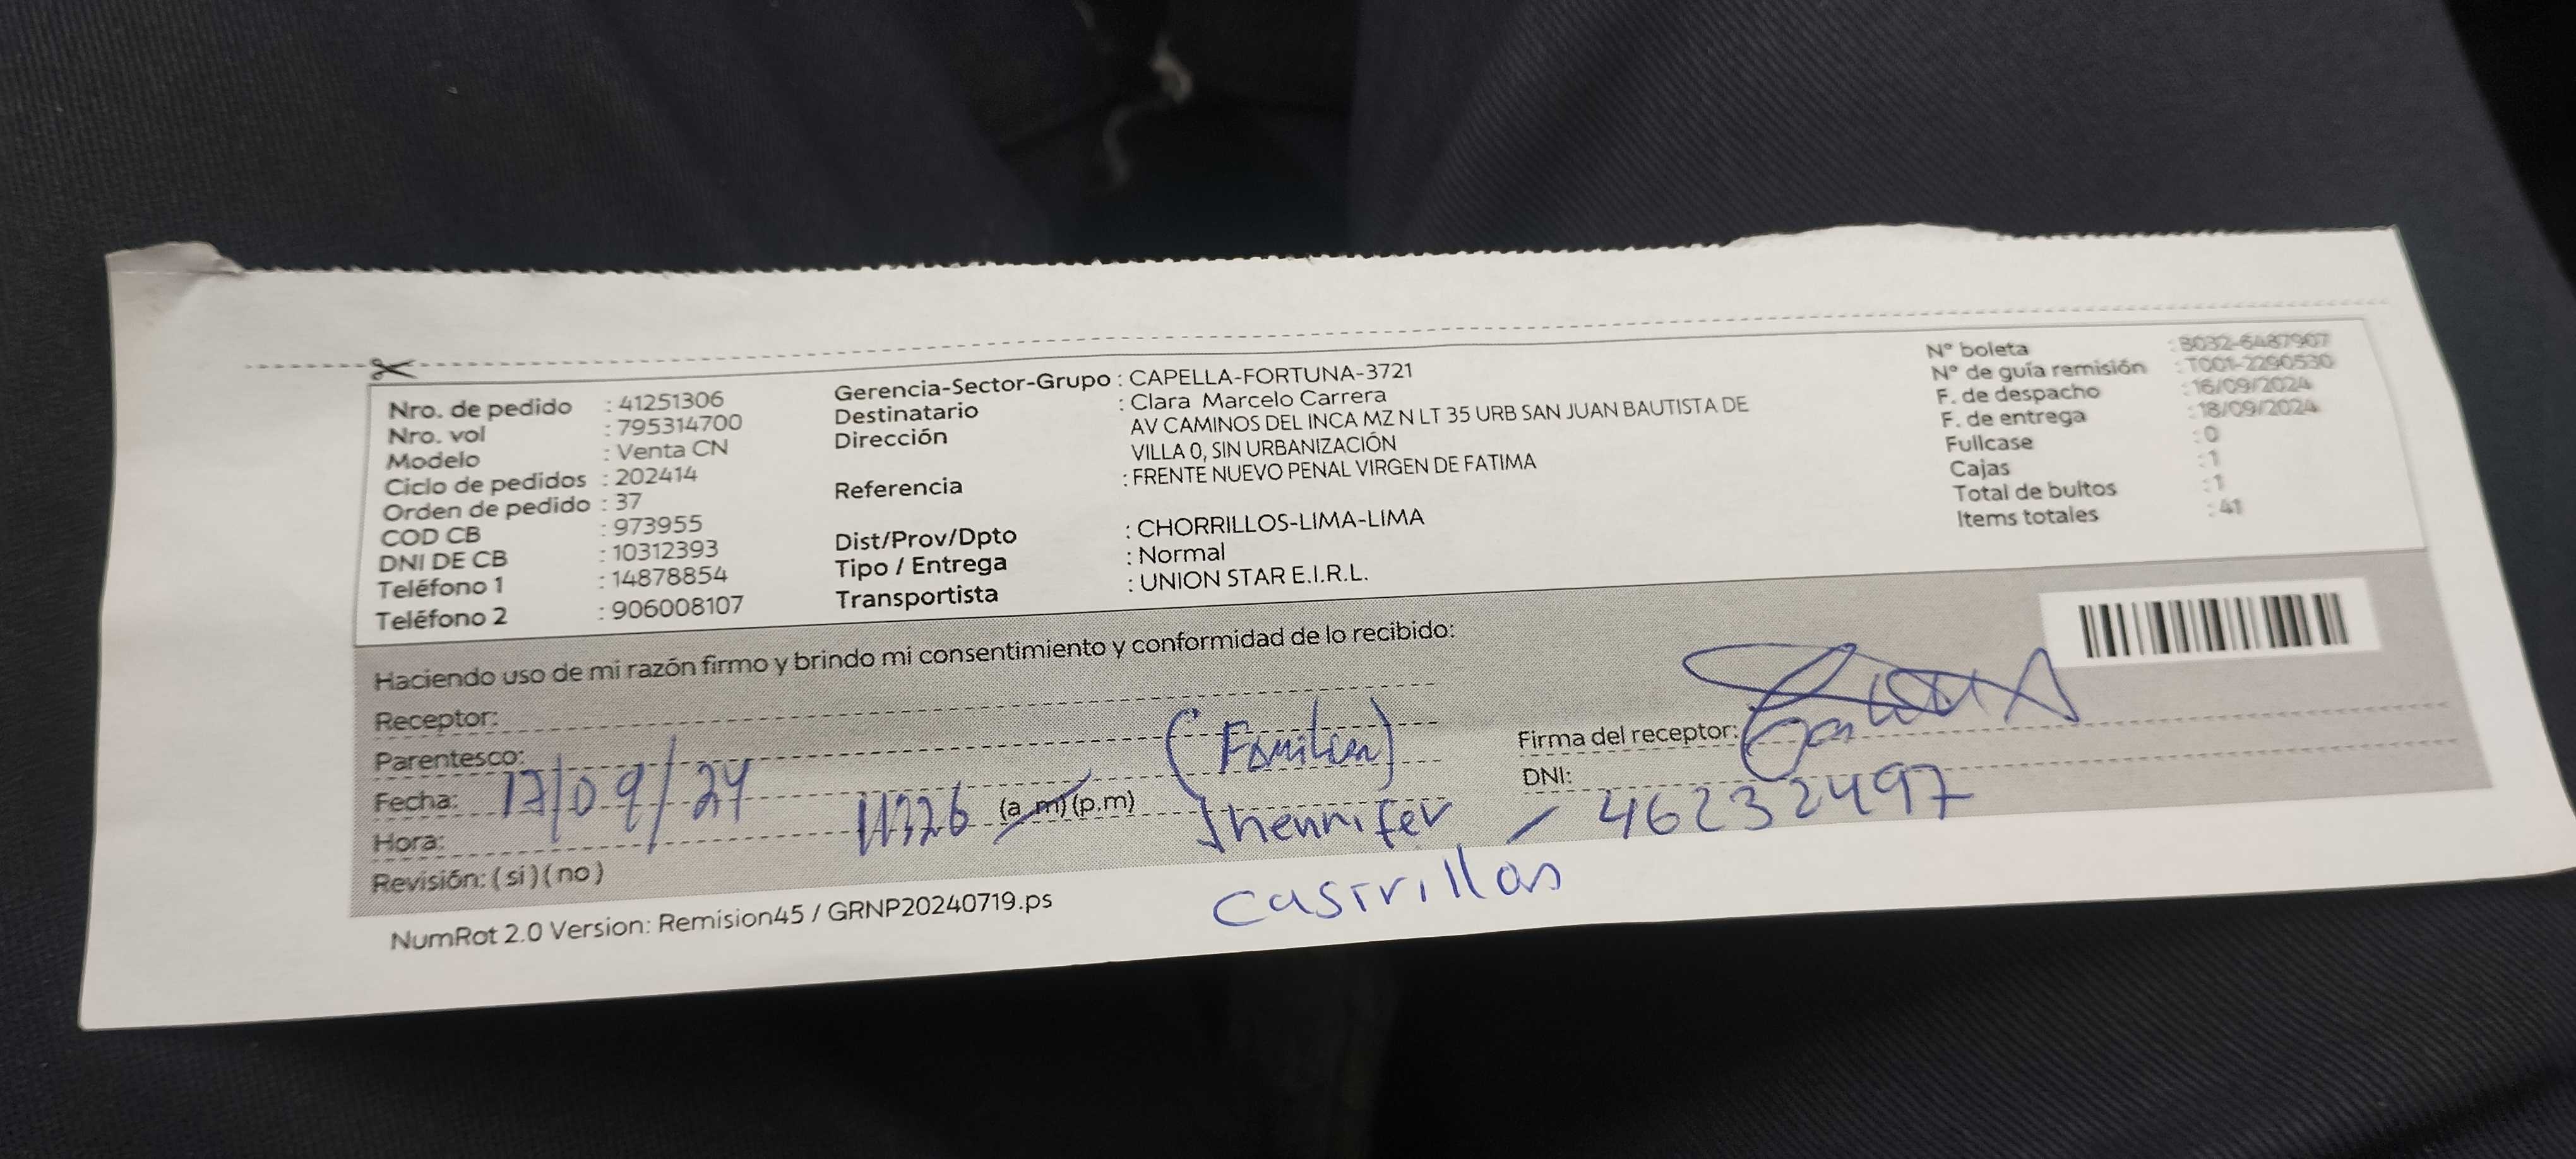 Nro. de pedido : 41251306
Nro. vol : 795314700
Modelo : Venta CN
Ciclo de pedidos : 202414
Orden de pedido : 37
COD CB : 973955
DNI DE CB : 10312393
Teléfono 1 : 14878854
Teléfono 2 : 906008107
Gerencia-Sector-Grupo : CAPELLA-FORTUNA-3721
Destinatario : Clara Marcelo Carrera
Dirección AV CAMINOS DEL INCA MZ N LT 35 URB SAN JUAN BAUTISTA DE
VILLA 0, SIN URBANIZACIÓN
Referencia : FRENTE NUEVO PENAL VIRGEN DE FATIMA
Dist/Prov/Dpto : CHORRILLOS-LIMA-LIMA
Tipo / Entrega : Normal
Transportista : UNION STAR E.I.R.L.
N° boleta : B032-6487907
N° de guía remisión : T001-2290530
F. de despacho : 16/09/2024
F. de entrega : 18/09/2024
Fullcase : 0
Cajas : 1
Total de bultos : 1
Items totales : 41
Haciendo uso de mi razón firmo y brindo mi consentimiento y conformidad de lo recibido:
Receptor:
Parentesco:
Fecha: 17/09/24
Hora: (a.m) (p.m)
Revisión: (si) (no)
Jhennifer
Casirillas
Firma del receptor:
DNI: 46232497
NumRot 2.0 Version: Remision45 / GRNP20240719.ps